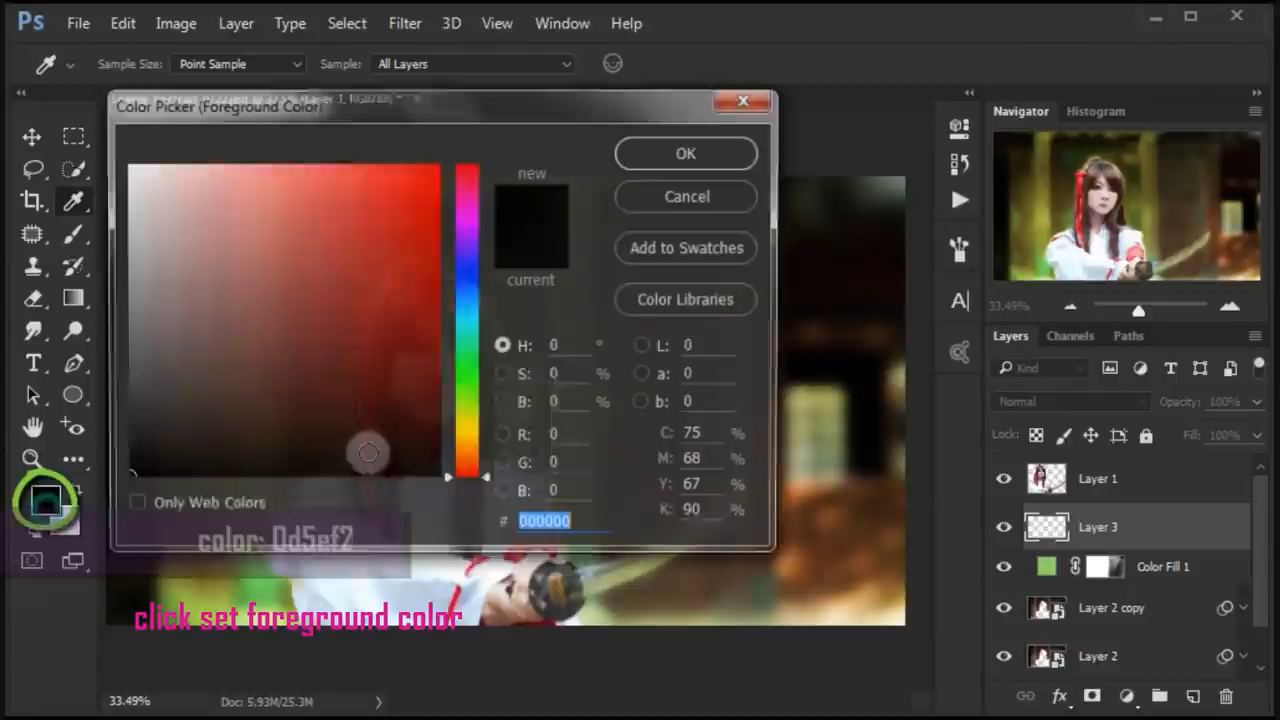 Ps File Edit Image Layer Type Select Filter 3D View Window Help
Sample Size: Point Sample Sample: All Layers
Color Picker (Foreground Color)
new
current
OK
Cancel
Add to Swatches
Color Libraries
H: 0 °
S: 0 %
B: 0 %
R: 0
G: 0
B: 0
# 000000
L: 0
a: 0
b: 0
C: 75 %
M: 68 %
Y: 67 %
K: 90 %
Only Web Colors
color: 0d5ef2
click set foreground color
33.49% Doc: 5.93M/25.3M
Navigator Histogram
33.49%
Layers Channels Paths
Kind
Normal Opacity: 100%
Lock: Fill: 100%
Layer 1
Layer 3
Color Fill 1
Layer 2 copy
Layer 2
fx